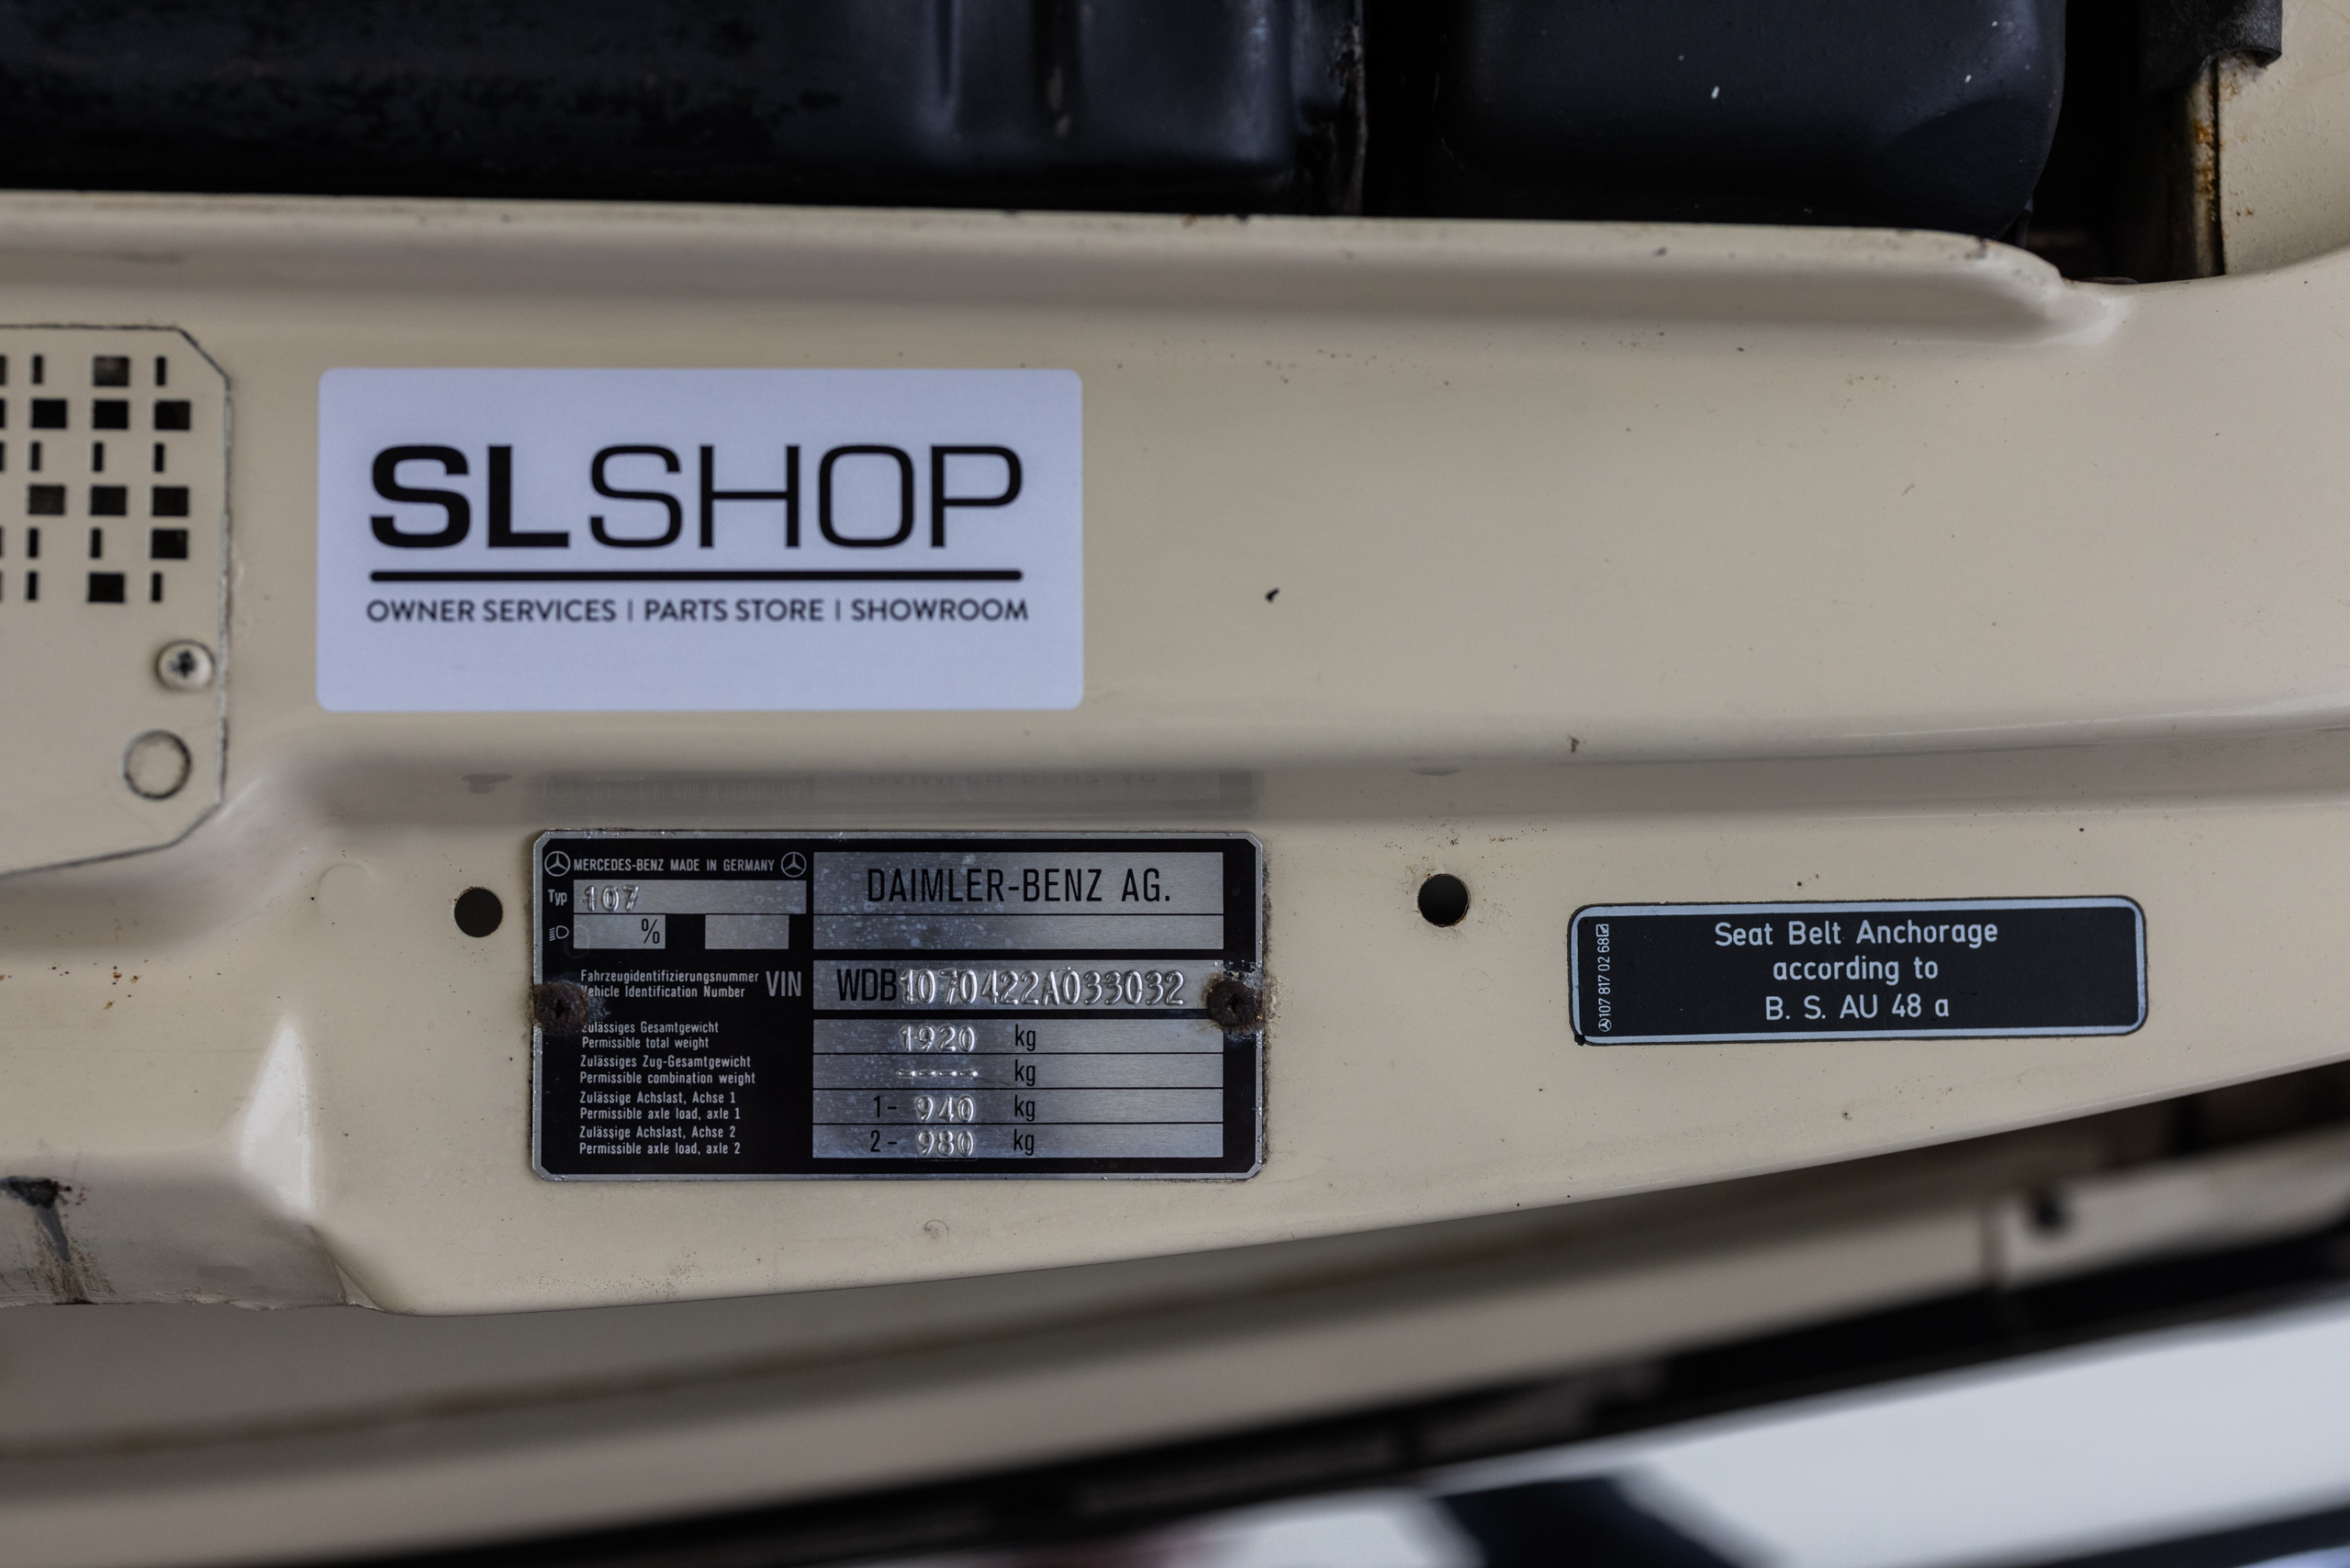 SLSHOP
OWNER SERVICES | PARTS STORE | SHOWROOM
MERCEDES-BENZ MADE IN GERMANY
Typ 107
%
DAIMLER-BENZ AG.
Fahrzeugidentifizierungsnummer
Vehicle Identification Number
VIN
WDB1070422A033032
Zulässiges Gesamtgewicht
Permissible total weight
1920 kg
Zulässiges Zug-Gesamtgewicht
Permissible combination weight
---- kg
Zulässige Achslast, Achse 1
Permissible axle load, axle 1
1- 940 kg
Zulässige Achslast, Achse 2
Permissible axle load, axle 2
2- 980 kg
107 817 02 68
Seat Belt Anchorage
according to
B. S. AU 48 a